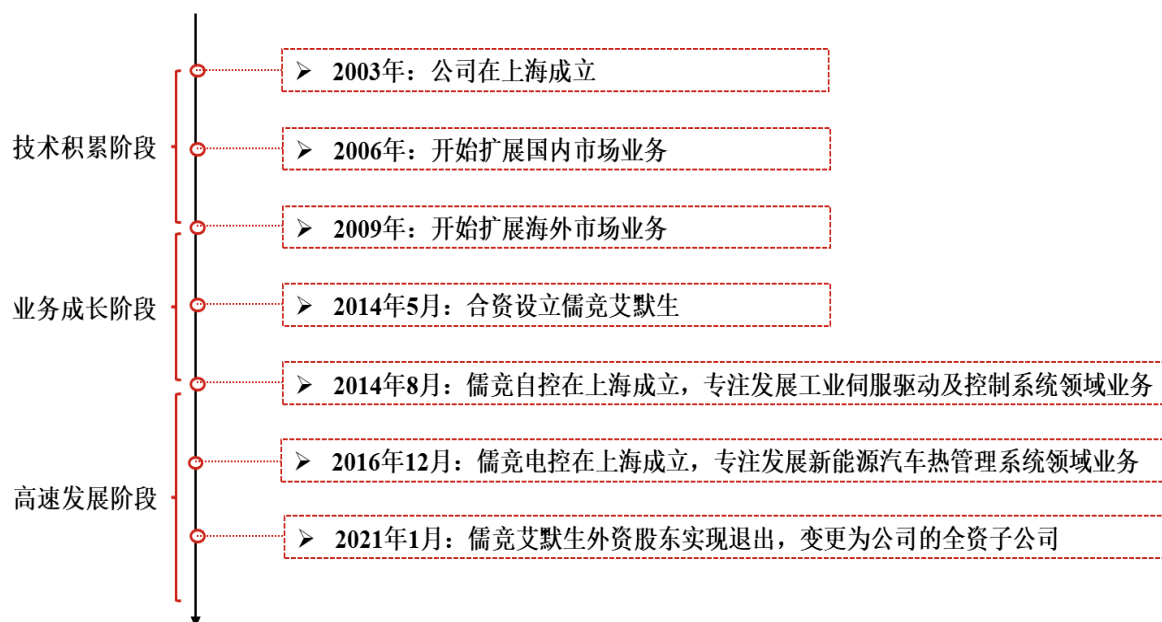 ➢ 2003年：公司在上海成立
技术积累阶段
➢ 2006年：开始扩展国内市场业务
➢ 2009年：开始扩展海外市场业务
业务成长阶段
➢ 2014年5月：合资设立儒竞艾默生
➢ 2014年8月：儒竞自控在上海成立，专注发展工业伺服驱动及控制系统领域业务
➢ 2016年12月：儒竞电控在上海成立，专注发展新能源汽车热管理系统领域业务
高速发展阶段
➢ 2021年1月：儒竞艾默生外资股东实现退出，变更为公司的全资子公司